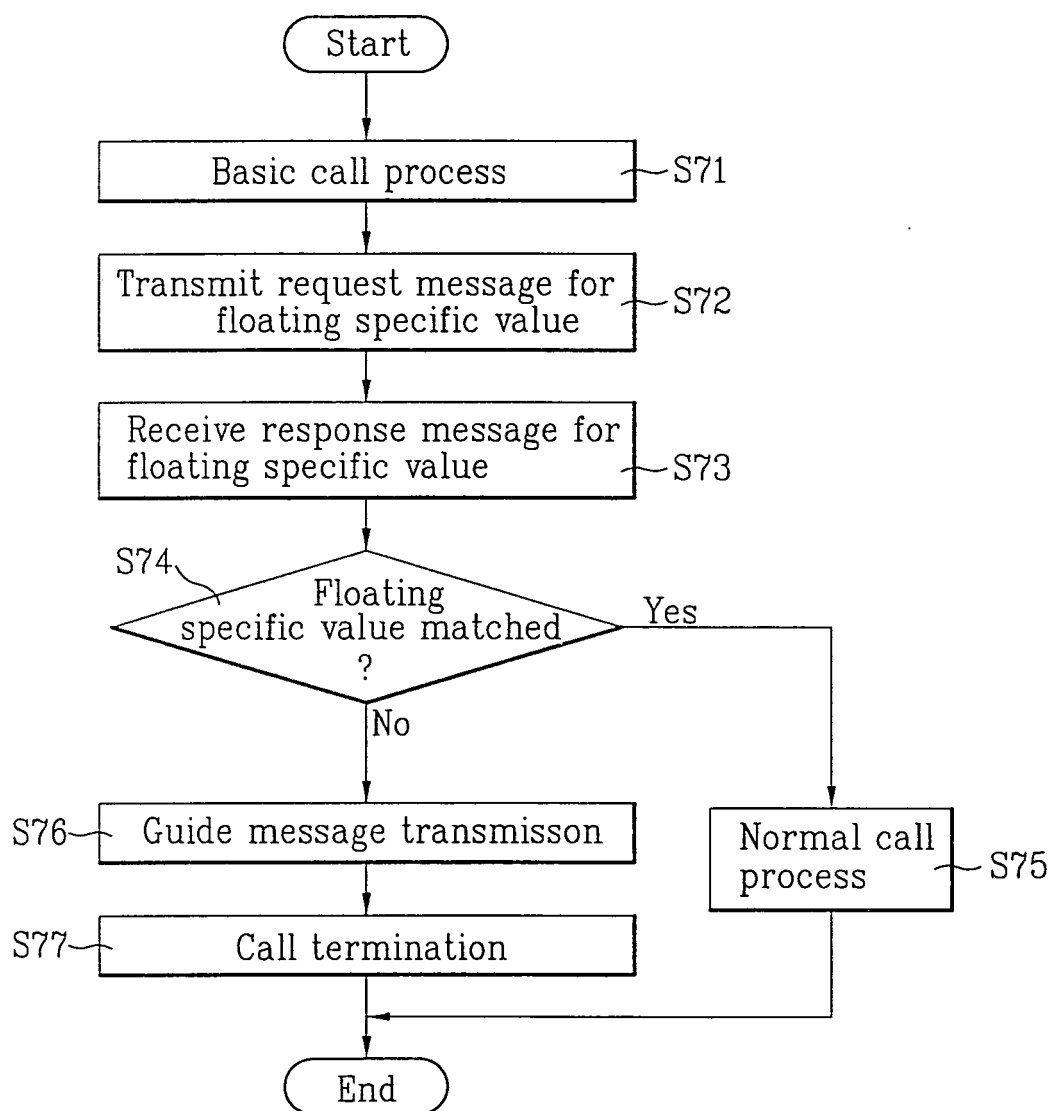 Start
Basic call process
S71
Transmit request message for
floating specific value
S72
Receive response message for
floating specific value
S73
S74
Floating
specific value matched
?
Yes
No
S76
Guide message transmisson
Normal call
process
S75
S77
Call termination
End